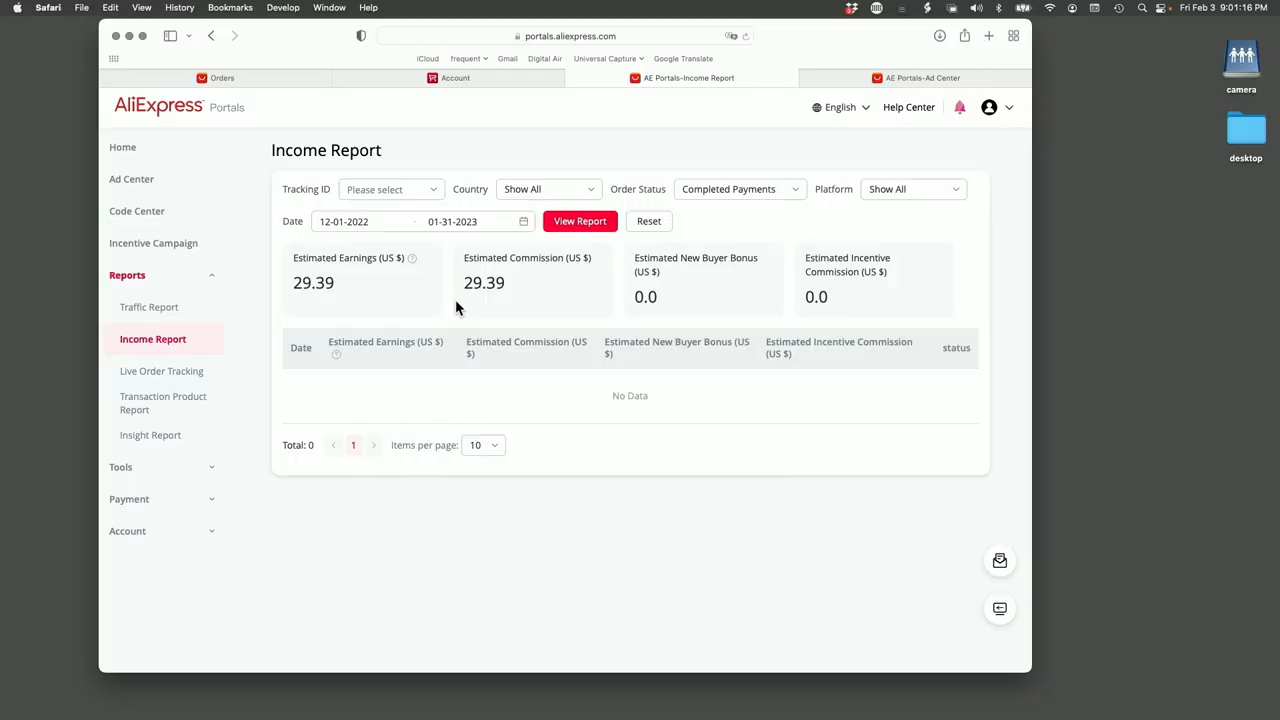 Safari File Edit View History Bookmarks Develop Window Help
Fri Feb 3 9:01:16 PM
portals.aliexpress.com
iCloud frequent Gmail Digital Air Universal Capture Google Translate
Orders
Account
AE Portals-Income Report
AE Portals-Ad Center
AliExpress Portals
English Help Center
Home
Ad Center
Code Center
Incentive Campaign
Reports
Traffic Report
Income Report
Live Order Tracking
Transaction Product
Report
Insight Report
Tools
Payment
Account
Income Report
Tracking ID Please select Country Show All Order Status Completed Payments Platform Show All
Date 12-01-2022 - 01-31-2023 View Report Reset
Estimated Earnings (US $)
29.39
Estimated Commission (US $)
29.39
Estimated New Buyer Bonus
(US $)
0.0
Estimated Incentive
Commission (US $)
0.0
Date
Estimated Earnings (US $)
Estimated Commission (US
$)
Estimated New Buyer Bonus (US
$)
Estimated Incentive Commission
(US $)
status
No Data
Total: 0 < 1 > Items per page: 10
camera
desktop